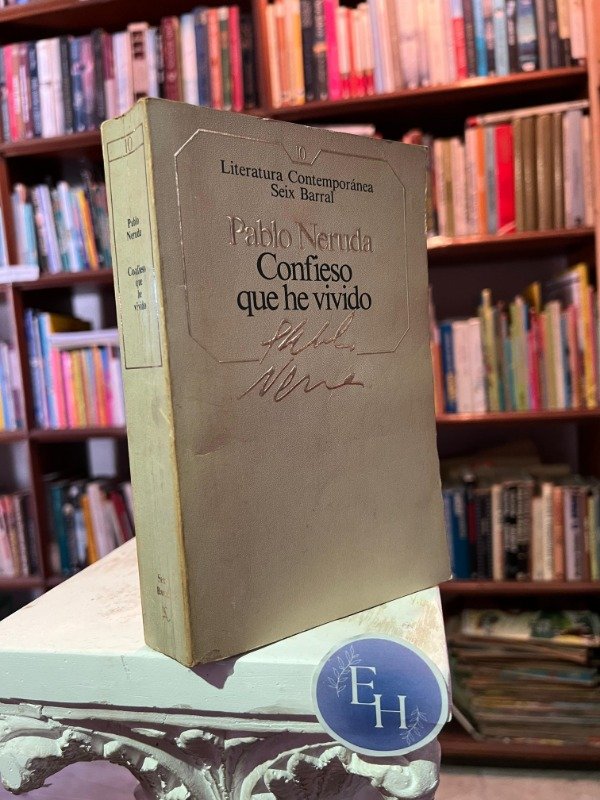 10
Literatura Contemporánea
Seix Barral
Pablo Neruda
Confieso
que he vivido
Pablo
Neruda
10
Pablo
Neruda
Confieso
que
he
vivido
EH